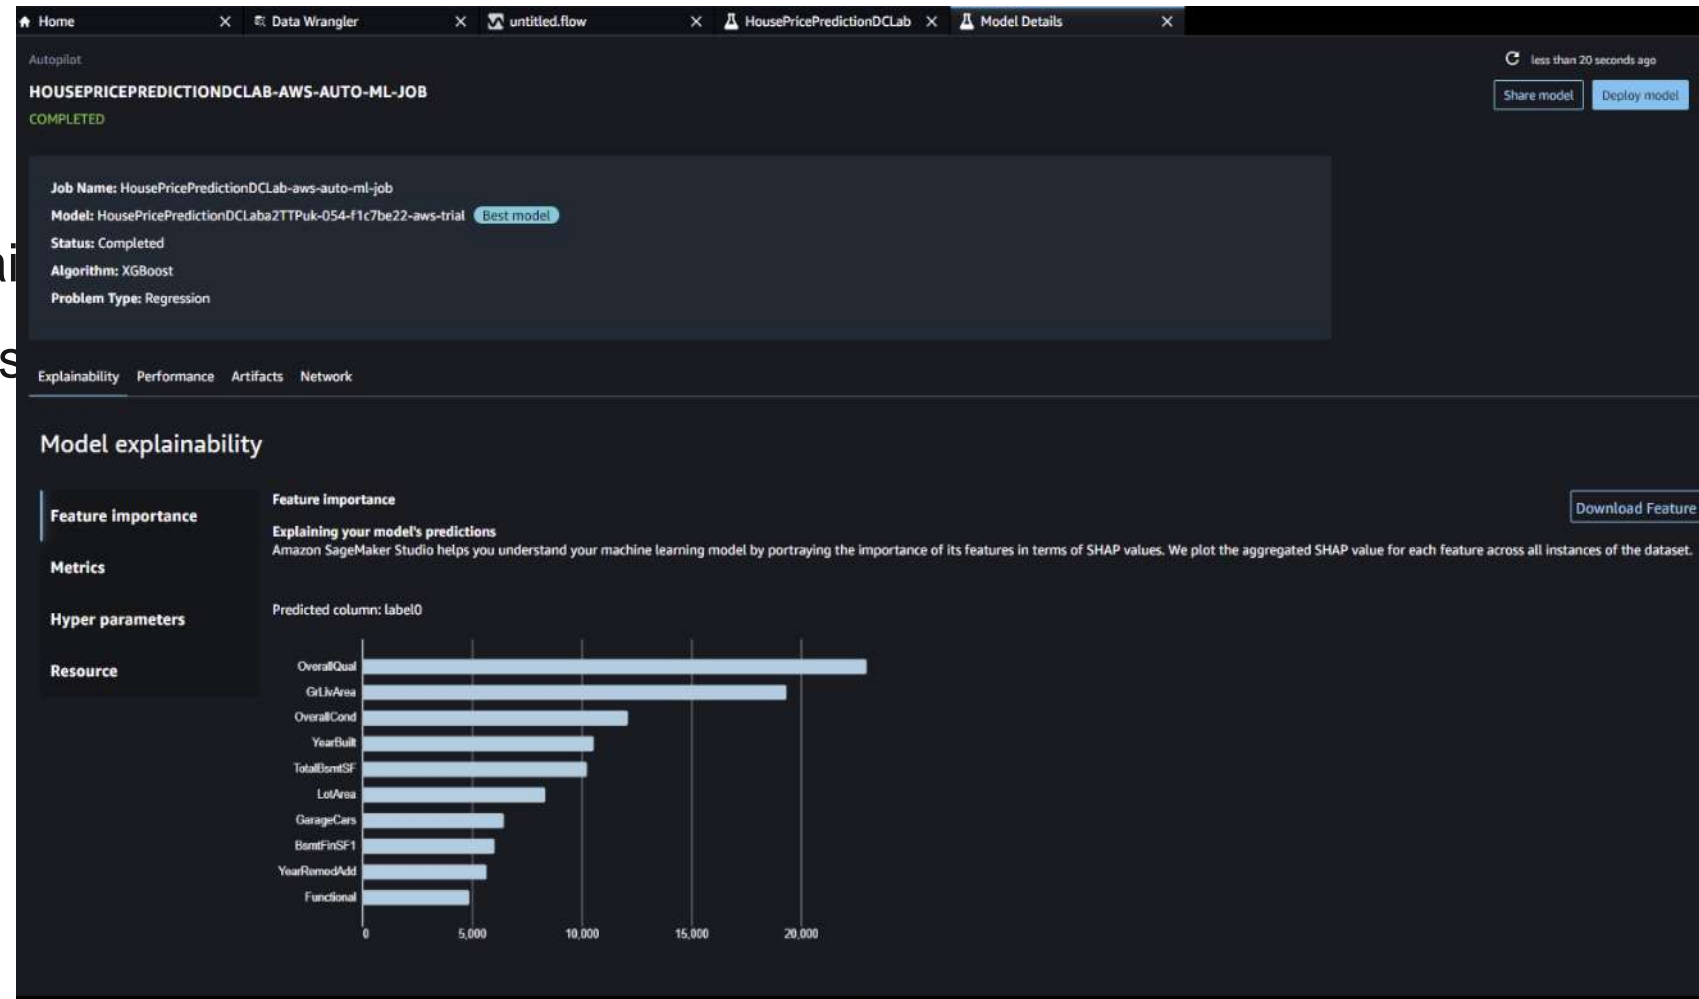 Home
Data Wrangler
untitled.flow
HousePricePredictionDCLab
Model Details
Autopilot
less than 20 seconds ago
HOUSEPRICEPREDICTIONDCLAB-AWS-AUTO-ML-JOB
Share model
Deploy model
COMPLETED
Job Name: HousePricePredictionDCLab-aws-auto-ml-job
Model: HousePricePredictionDCLaba2TTPuk-054-f1c7be22-aws-trial Best model
Status: Completed
ai
Algorithm: XGBoost
Problem Type: Regression
s
Explainability Performance Artifacts Network
Model explainability
Feature importance
Metrics
Hyper parameters
Resource
Feature importance
Download Feature
Explaining your model's predictions
Amazon SageMaker Studio helps you understand your machine learning model by portraying the importance of its features in terms of SHAP values. We plot the aggregated SHAP value for each feature across all instances of the dataset.
Predicted column: label0
OverallQual
GrLivArea
OverallCond
YearBuilt
TotalBsmtSF
LotArea
GarageCars
BsmtFinSF1
YearRemodAdd
Functional
0 5,000 10,000 15,000 20,000